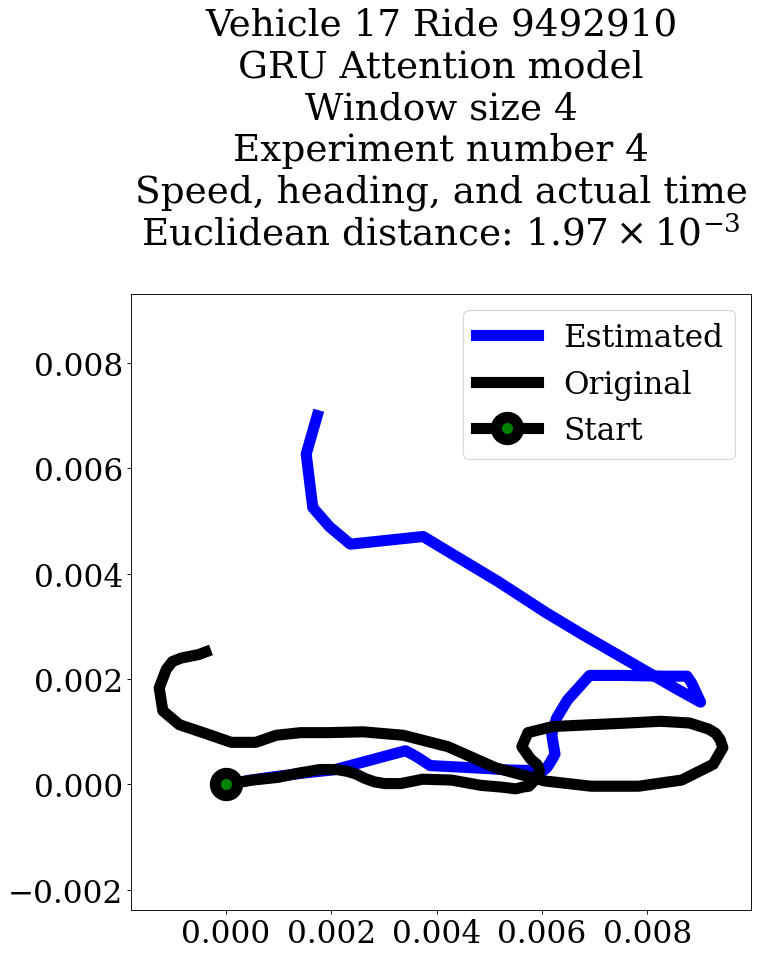 Vehicle 17 Ride 9492910
GRU Attention model
Window size 4
Experiment number 4
Speed, heading, and actual time
Euclidean distance: 1.97 × 10⁻³
Estimated
Original
Start
0.008
0.006
0.004
0.002
0.000
−0.002
0.000 0.002 0.004 0.006 0.008